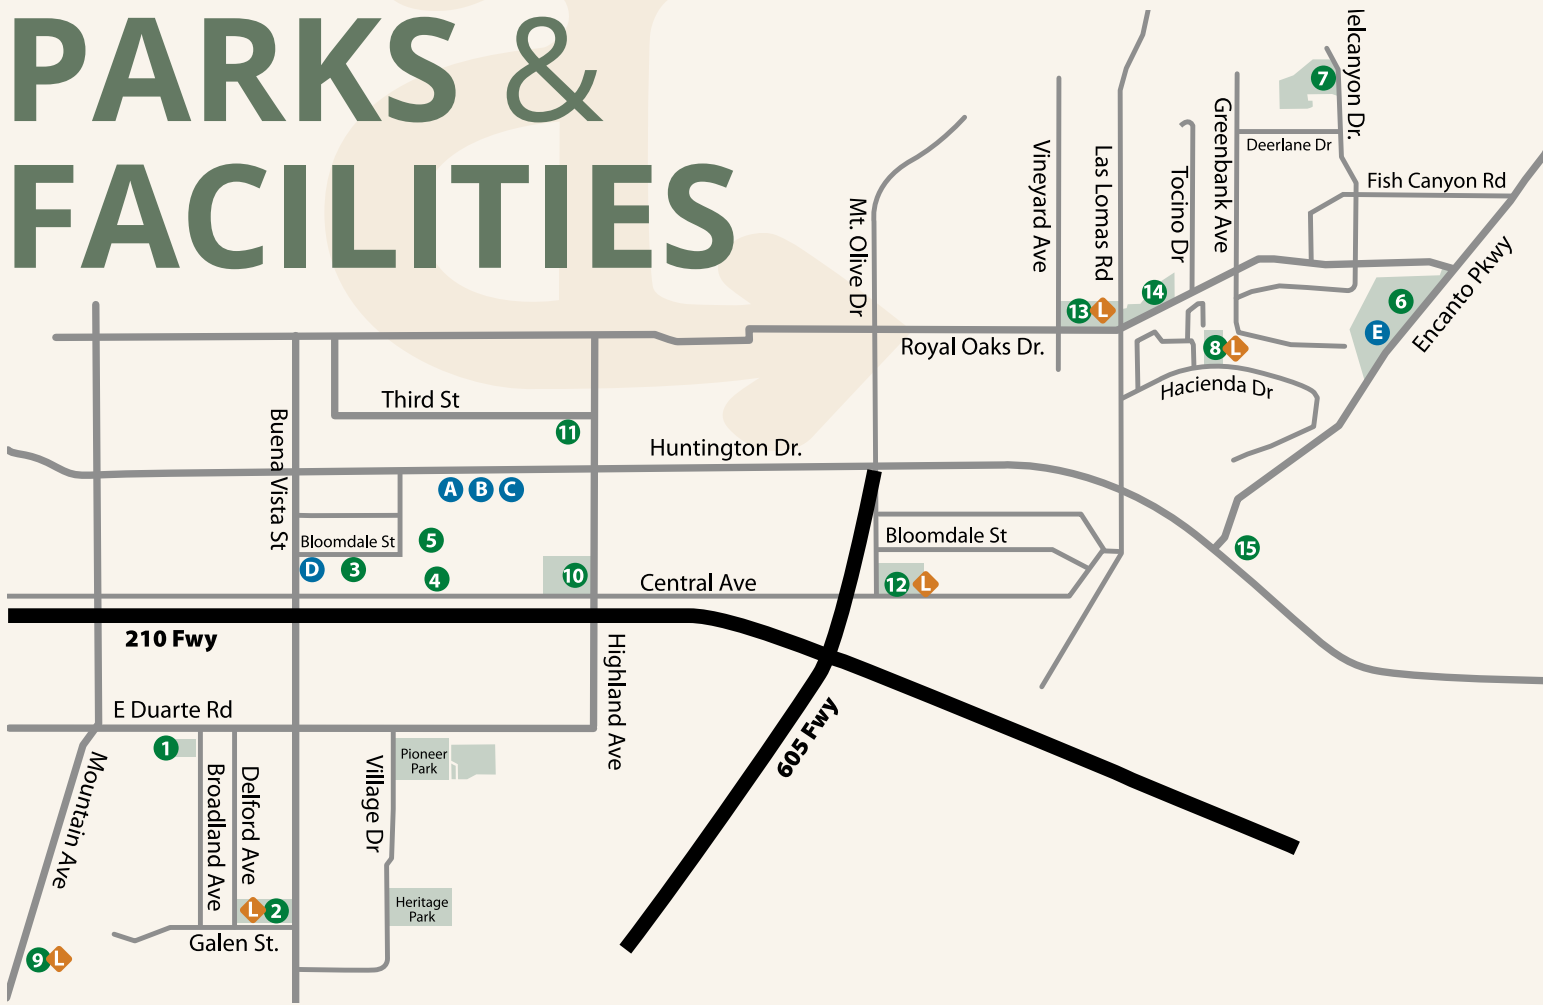 PARKS &
FACILITIES
elcanyon Dr.
7
Greenbank Ave
Deerlane Dr
Vineyard Ave
Las Lomas Rd
Tocino Dr
Fish Canyon Rd
Mt. Olive Dr
Encanto Pkwy
14
13 L
6
E
Royal Oaks Dr.
8 L
Hacienda Dr
Third St
Buena Vista St
11
Huntington Dr.
A B C
Bloomdale St
5
Bloomdale St
15
D 3
4
10
Central Ave
12 L
210 Fwy
Highland Ave
E Duarte Rd
605 Fwy
1
Pioneer
Park
Mountain Ave
Broadland Ave
Delford Ave
Village Dr
L 2
Heritage
Park
Galen St.
9 L